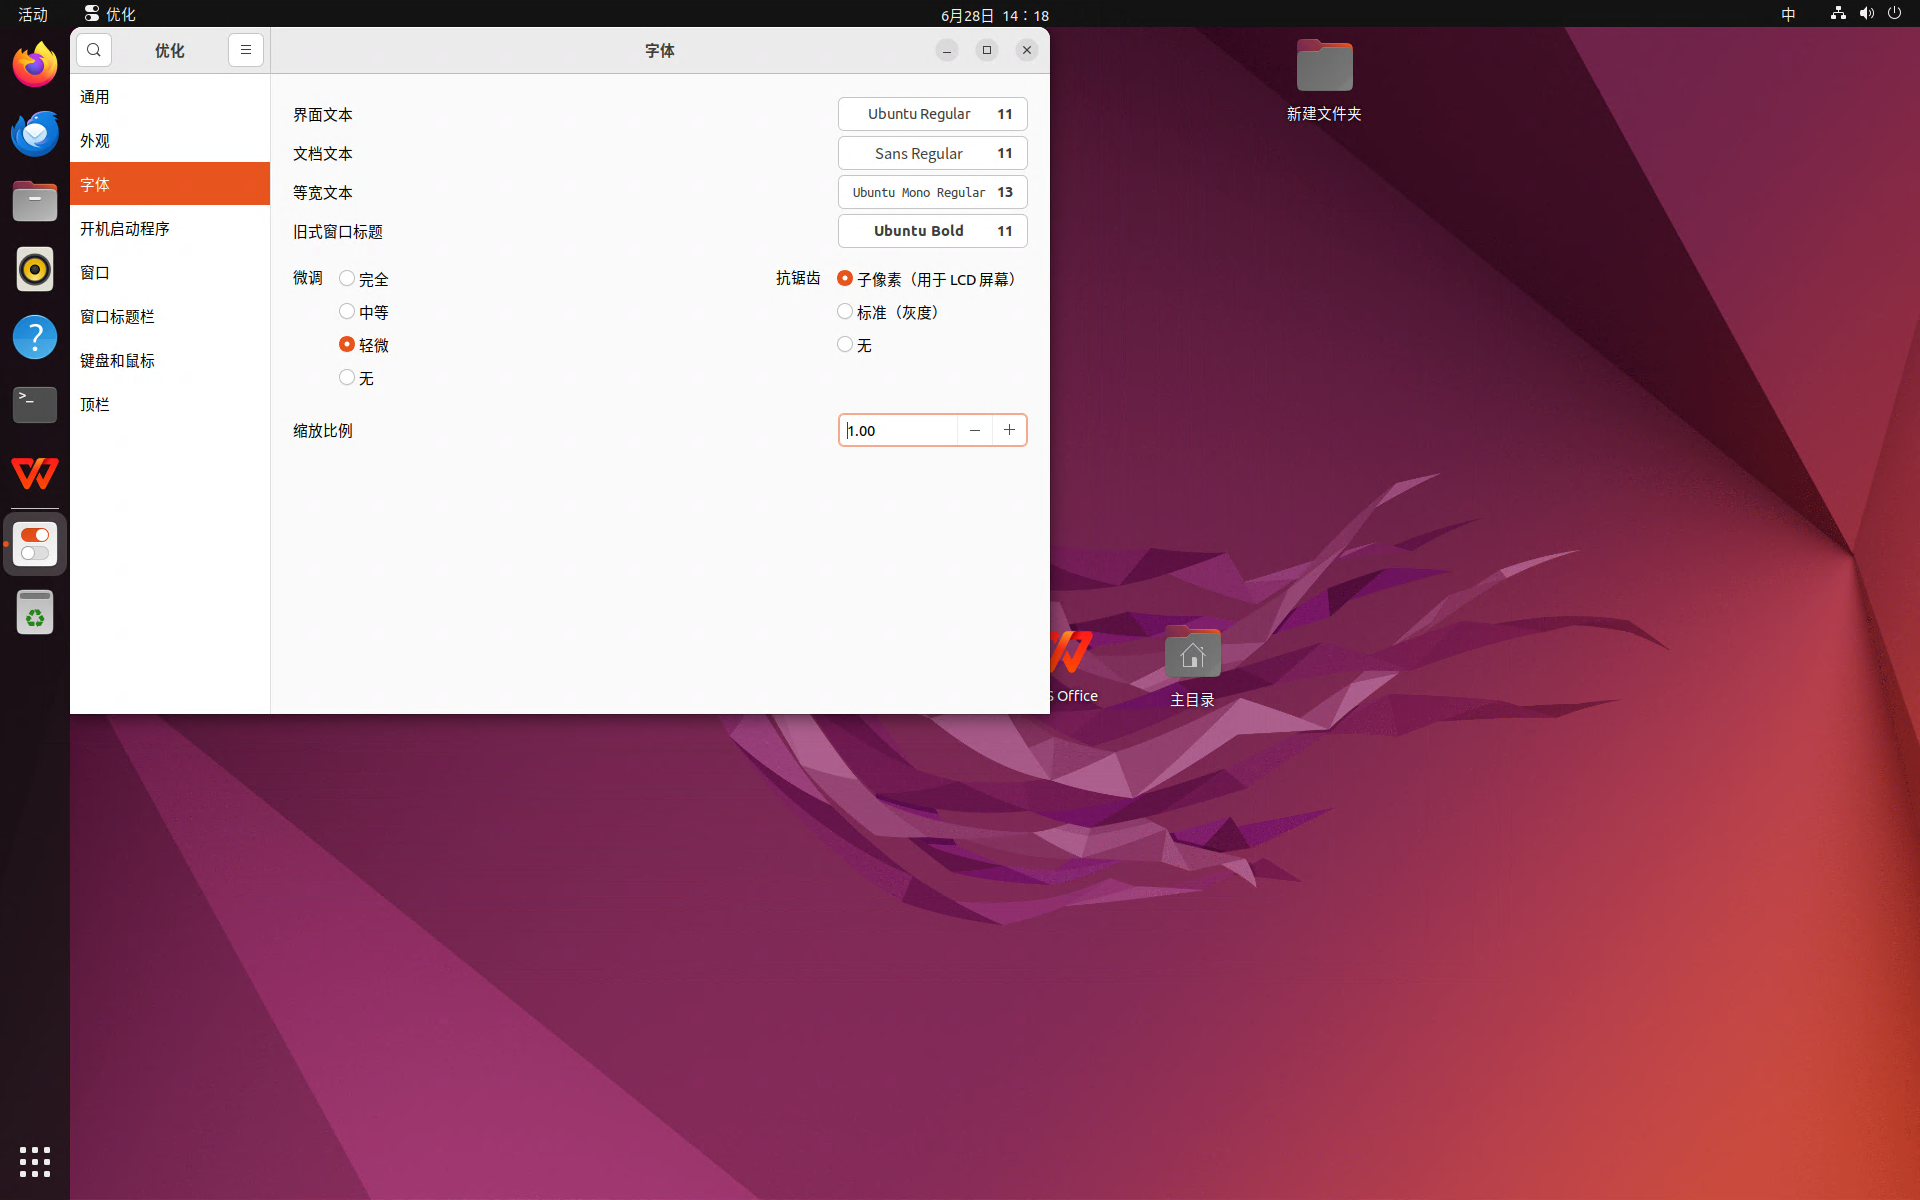 活动
优化
6月28日 14：18
中
优化
字体
通用
外观
字体
开机启动程序
窗口
窗口标题栏
键盘和鼠标
顶栏
界面文本
Ubuntu Regular 11
文档文本
Sans Regular 11
等宽文本
Ubuntu Mono Regular 13
旧式窗口标题
Ubuntu Bold 11
微调
完全
中等
轻微
无
抗锯齿
子像素（用于 LCD 屏幕）
标准（灰度）
无
缩放比例
1.00
新建文件夹
S Office
主目录